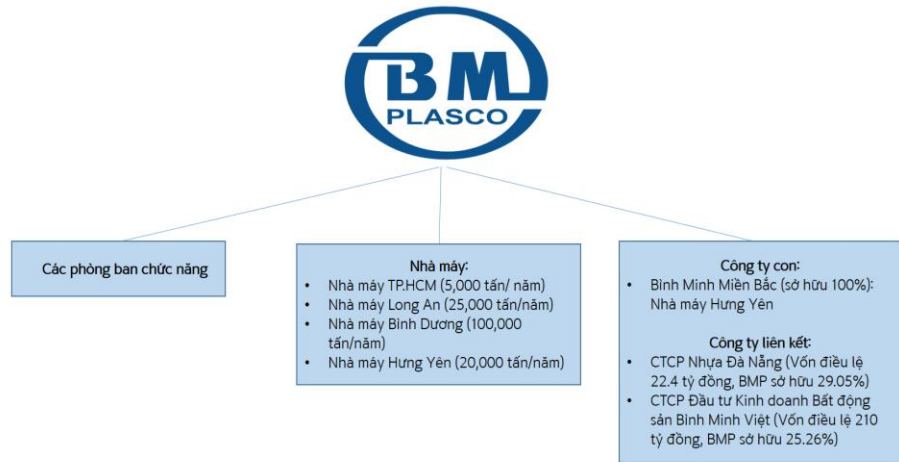 BM
PLASCO
Các phòng ban chức năng
Nhà máy:
• Nhà máy TP.HCM (5,000 tấn/ năm)
• Nhà máy Long An (25,000 tấn/năm)
• Nhà máy Bình Dương (100,000
tấn/năm)
• Nhà máy Hưng Yên (20,000 tấn/năm)
Công ty con:
• Bình Minh Miền Bắc (sở hữu 100%):
Nhà máy Hưng Yên
Công ty liên kết:
• CTCP Nhựa Đà Nẵng (Vốn điều lệ
22.4 tỷ đồng, BMP sở hữu 29.05%)
• CTCP Đầu tư Kinh doanh Bất động
sản Bình Minh Việt (Vốn điều lệ 210
tỷ đồng, BMP sở hữu 25.26%)